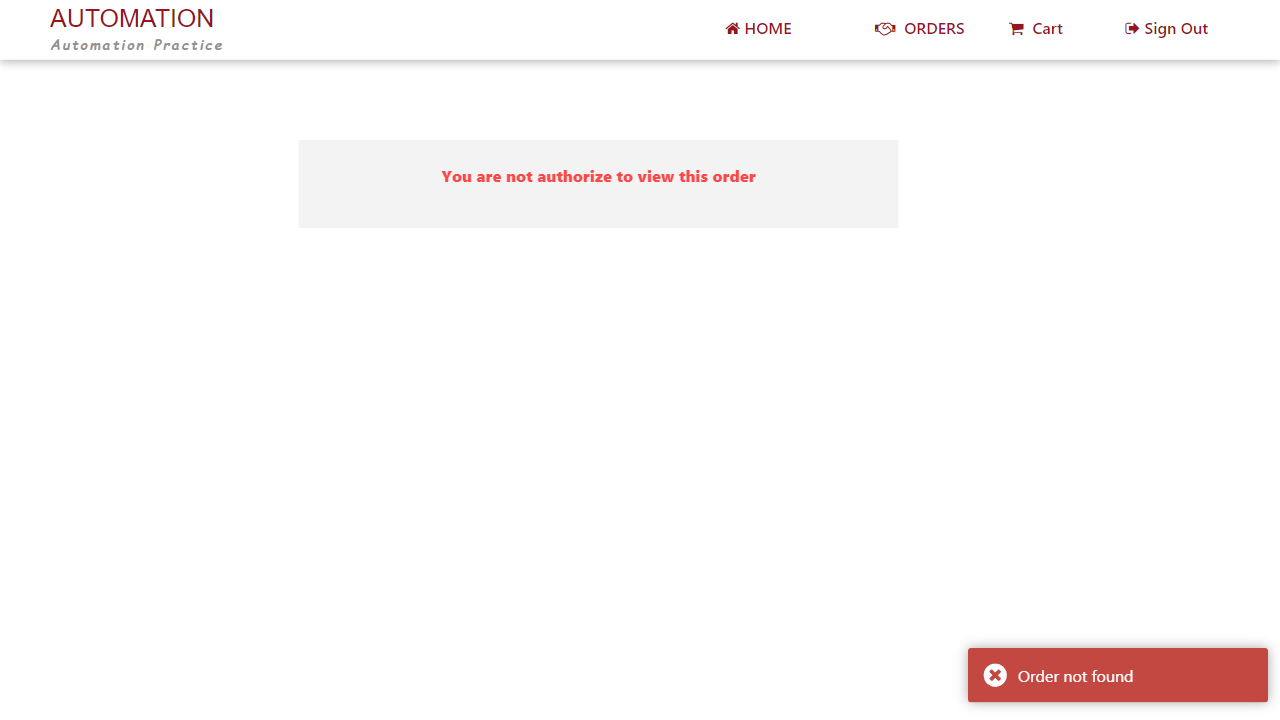 AUTOMATION
Automation Practice
HOME
ORDERS
Cart
Sign Out
You are not authorize to view this order
Order not found